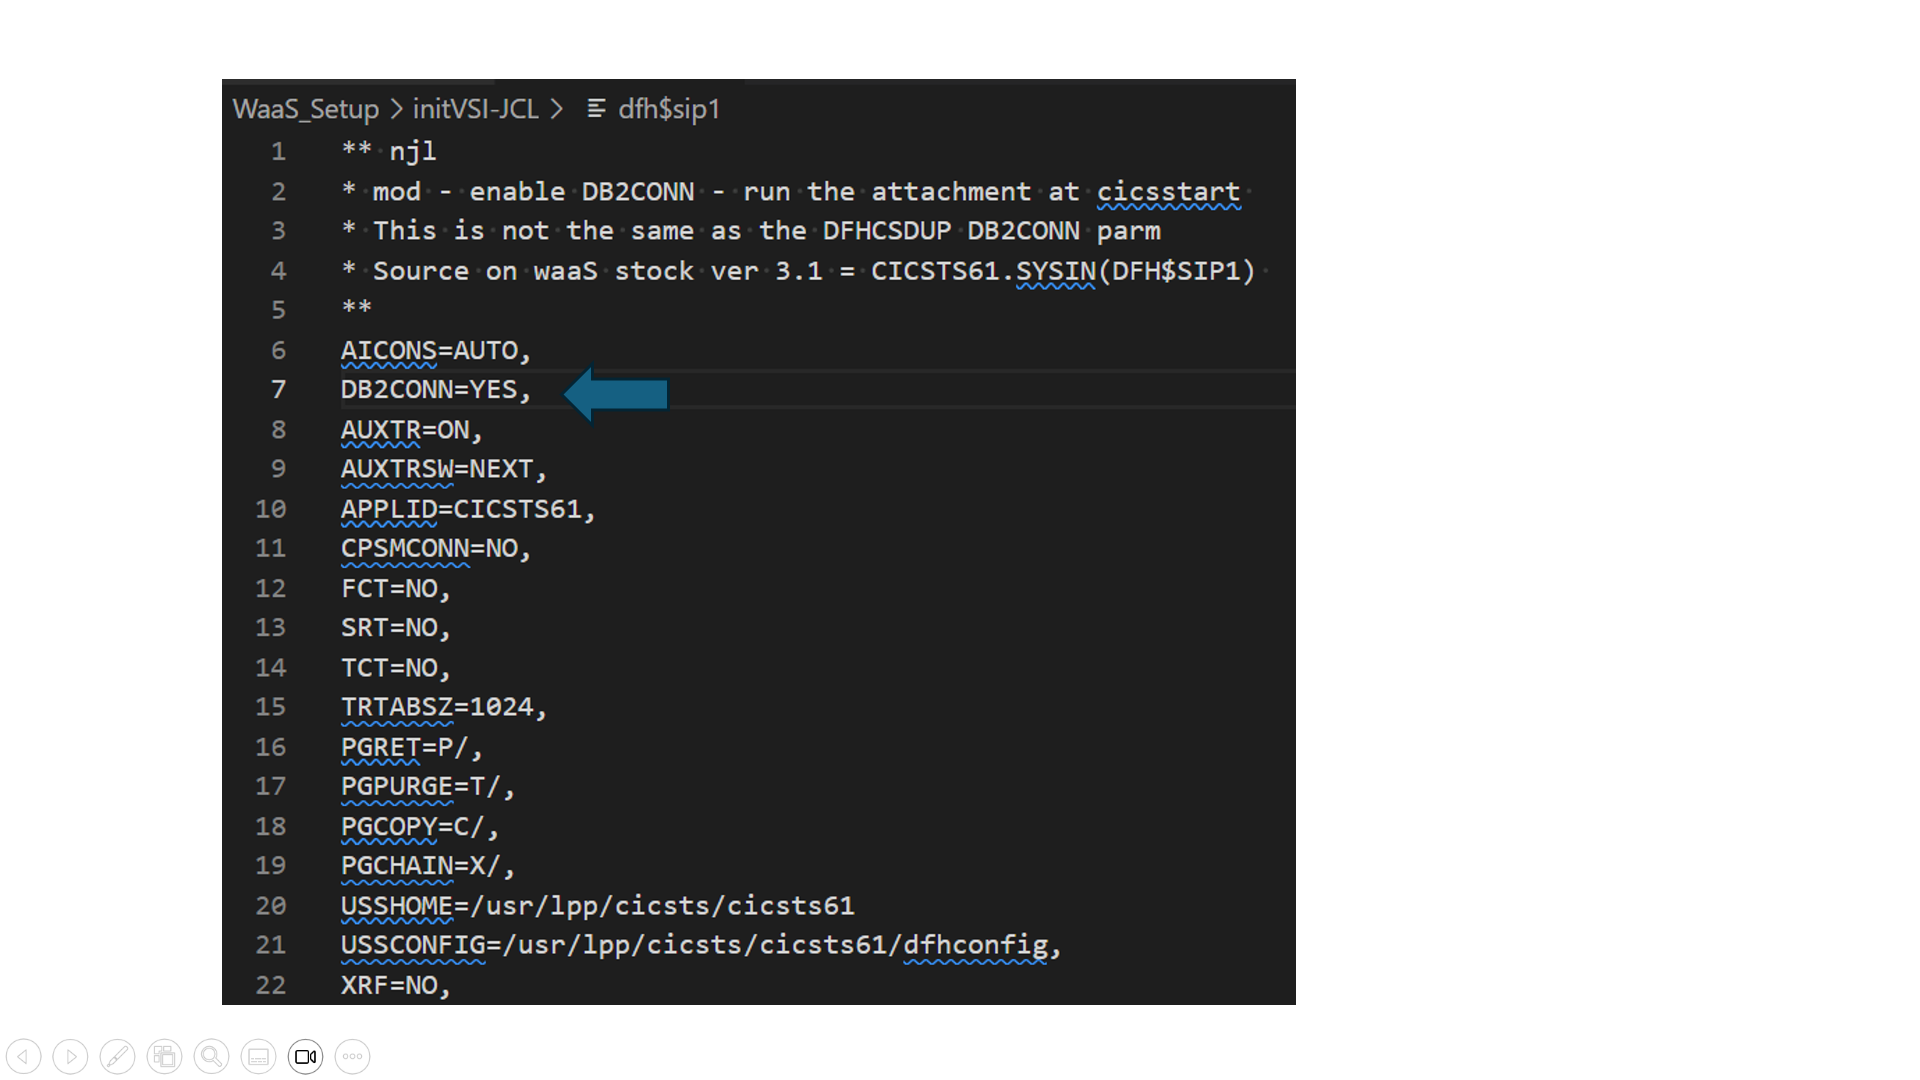 WaaS_Setup > initVSI-JCL > dfh$sip1
1 ** njl
2 * mod - enable DB2CONN - run the attachment at cicsstart
3 * This is not the same as the DFHCSDUP DB2CONN parm
4 * Source on waaS stock ver 3.1 = CICSTS61.SYSIN(DFH$SIP1)
5 **
6 AICONS=AUTO,
7 DB2CONN=YES,
8 AUXTR=ON,
9 AUXTRSW=NEXT,
10 APPLID=CICSTS61,
11 CPSMCONN=NO,
12 FCT=NO,
13 SRT=NO,
14 TCT=NO,
15 TRTABSZ=1024,
16 PGRET=P/,
17 PGPURGE=T/,
18 PGCOPY=C/,
19 PGCHAIN=X/,
20 USSHOME=/usr/lpp/cicsts/cicsts61
21 USSCONFIG=/usr/lpp/cicsts/cicsts61/dfhconfig,
22 XRF=NO,